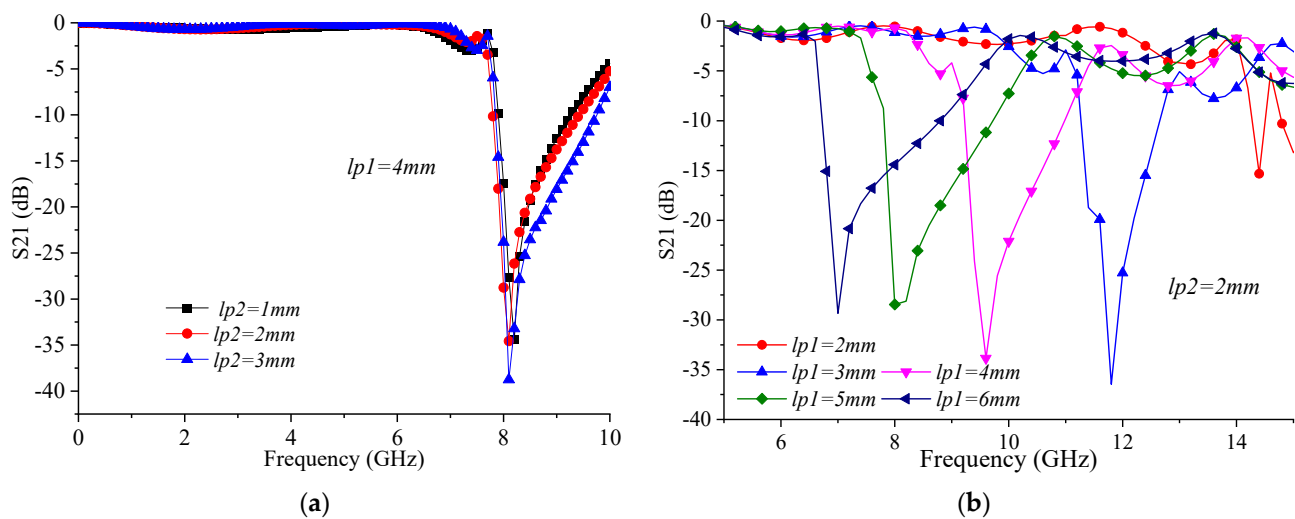 0
-5
-10
-15
-20
-25
-30
-35
-40
S21 (dB)
lp1=4mm
lp2=1mm
lp2=2mm
lp2=3mm
0 2 4 6 8 10
Frequency (GHz)
(a)
0
-5
-10
-15
-20
-25
-30
-35
-40
S21 (dB)
lp2=2mm
lp1=2mm
lp1=3mm lp1=4mm
lp1=5mm lp1=6mm
6 8 10 12 14
Frequency (GHz)
(b)